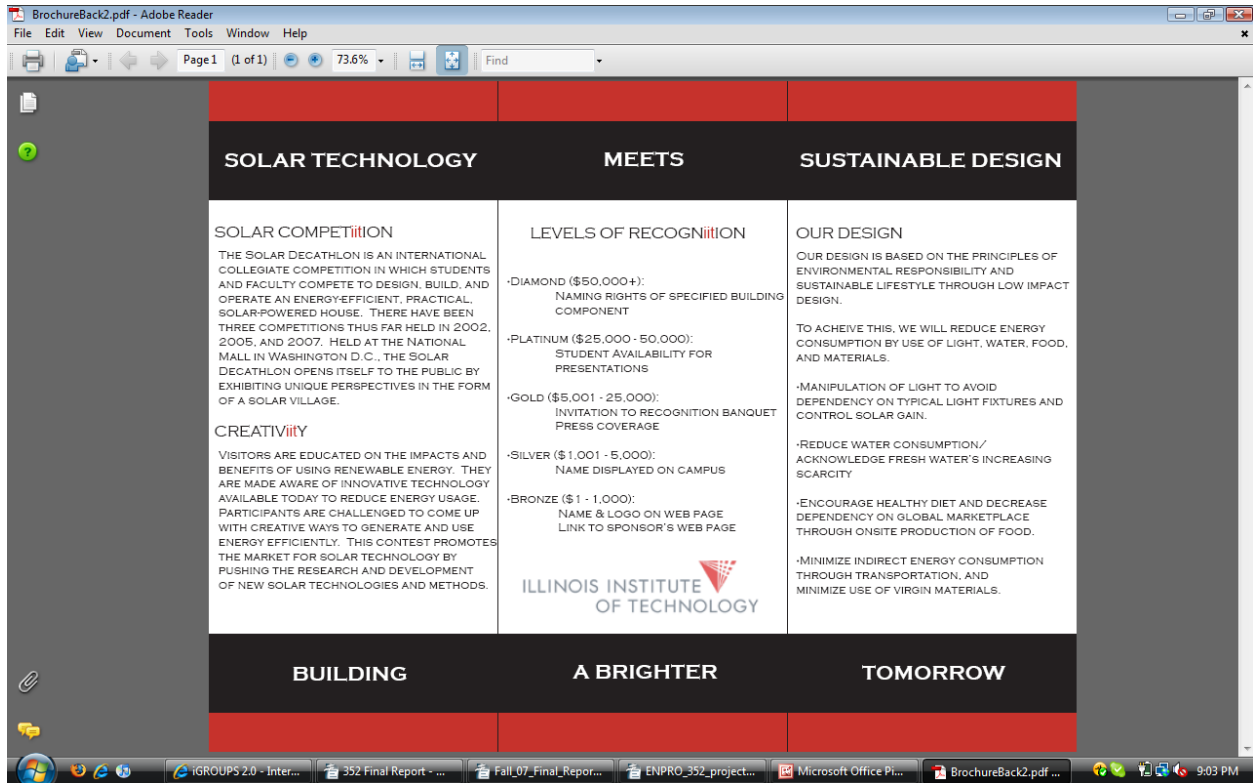 BrochureBack2.pdf - Adobe Reader
File Edit View Document Tools Window Help
Page 1 (1 of 1) 73.6% Find
SOLAR TECHNOLOGY
MEETS
SUSTAINABLE DESIGN
SOLAR COMPETiitION
THE SOLAR DECATHLON IS AN INTERNATIONAL
COLLEGIATE COMPETITION IN WHICH STUDENTS
AND FACULTY COMPETE TO DESIGN, BUILD, AND
OPERATE AN ENERGY-EFFICIENT, PRACTICAL,
SOLAR-POWERED HOUSE. THERE HAVE BEEN
THREE COMPETITIONS THUS FAR HELD IN 2002,
2005, AND 2007. HELD AT THE NATIONAL
MALL IN WASHINGTON D.C., THE SOLAR
DECATHLON OPENS ITSELF TO THE PUBLIC BY
EXHIBITING UNIQUE PERSPECTIVES IN THE FORM
OF A SOLAR VILLAGE.
CREATIViitY
VISITORS ARE EDUCATED ON THE IMPACTS AND
BENEFITS OF USING RENEWABLE ENERGY. THEY
ARE MADE AWARE OF INNOVATIVE TECHNOLOGY
AVAILABLE TODAY TO REDUCE ENERGY USAGE.
PARTICIPANTS ARE CHALLENGED TO COME UP
WITH CREATIVE WAYS TO GENERATE AND USE
ENERGY EFFICIENTLY. THIS CONTEST PROMOTES
THE MARKET FOR SOLAR TECHNOLOGY BY
PUSHING THE RESEARCH AND DEVELOPMENT
OF NEW SOLAR TECHNOLOGIES AND METHODS.
LEVELS OF RECOGNiitION
·DIAMOND ($50,000+):
NAMING RIGHTS OF SPECIFIED BUILDING
COMPONENT
·PLATINUM ($25,000 - 50,000):
STUDENT AVAILABILITY FOR
PRESENTATIONS
·GOLD ($5,001 - 25,000):
INVITATION TO RECOGNITION BANQUET
PRESS COVERAGE
·SILVER ($1,001 - 5,000):
NAME DISPLAYED ON CAMPUS
·BRONZE ($1 - 1,000):
NAME & LOGO ON WEB PAGE
LINK TO SPONSOR'S WEB PAGE
ILLINOIS INSTITUTE
OF TECHNOLOGY
OUR DESIGN
OUR DESIGN IS BASED ON THE PRINCIPLES OF
ENVIRONMENTAL RESPONSIBILITY AND
SUSTAINABLE LIFESTYLE THROUGH LOW IMPACT
DESIGN.
TO ACHEIVE THIS, WE WILL REDUCE ENERGY
CONSUMPTION BY USE OF LIGHT, WATER, FOOD,
AND MATERIALS.
·MANIPULATION OF LIGHT TO AVOID
DEPENDENCY ON TYPICAL LIGHT FIXTURES AND
CONTROL SOLAR GAIN.
·REDUCE WATER CONSUMPTION/
ACKNOWLEDGE FRESH WATER'S INCREASING
SCARCITY
·ENCOURAGE HEALTHY DIET AND DECREASE
DEPENDENCY ON GLOBAL MARKETPLACE
THROUGH ONSITE PRODUCTION OF FOOD.
·MINIMIZE INDIRECT ENERGY CONSUMPTION
THROUGH TRANSPORTATION, AND
MINIMIZE USE OF VIRGIN MATERIALS.
BUILDING
A BRIGHTER
TOMORROW
iGROUPS 2.0 - Inter... 352 Final Report - ... Fall_07_Final_Repor... ENPRO_352_project... Microsoft Office Pi... BrochureBack2.pdf ... 9:03 PM